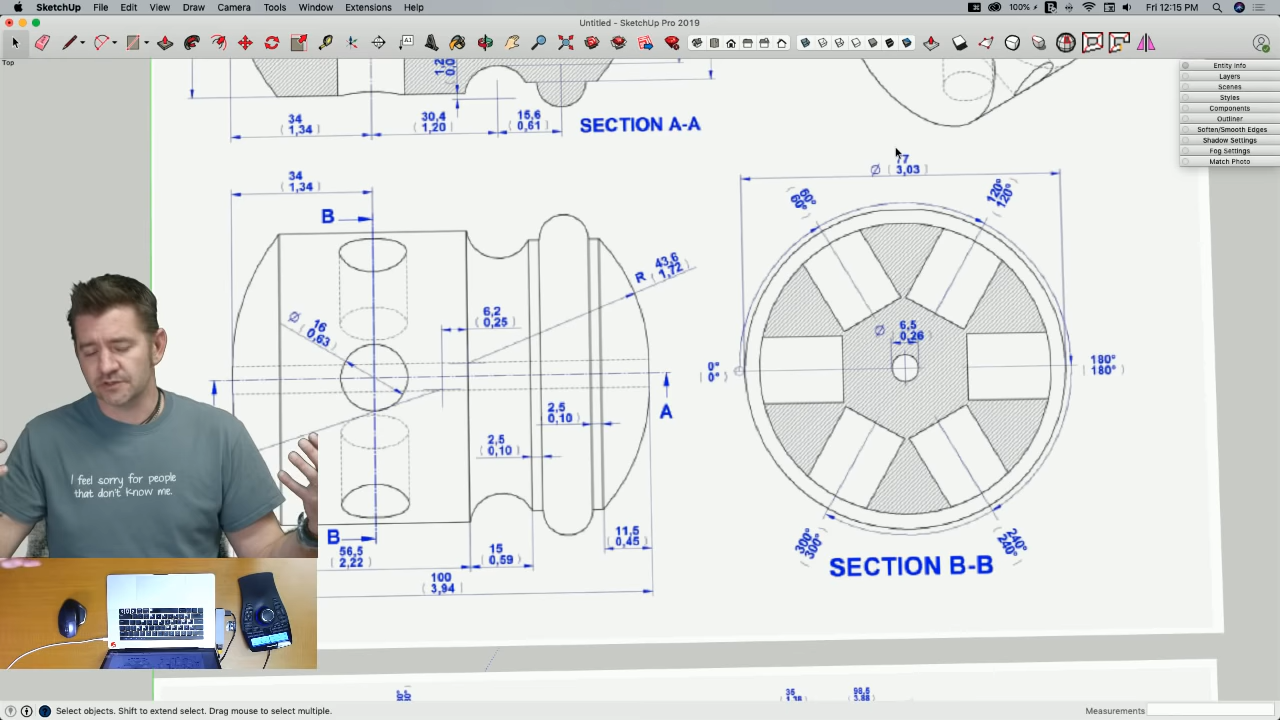 SketchUp File Edit View Draw Camera Tools Window Extensions Help
100% Fri 12:15 PM
Untitled - SketchUp Pro 2019
Top
Entity Info
Layers
Scenes
Styles
Components
Outliner
Soften/Smooth Edges
Shadow Settings
Fog Settings
Match Photo
34
( 1,34 )
30,4
( 1,20 )
15,6
( 0,61 )
SECTION A-A
34
( 1,34 )
B
Ø 16
0,63
6,2
( 0,25 )
R 43,6
( 1,72 )
A
2,5
( 0,10 )
2,5
( 0,10 )
B
56,5
( 2,22 )
15
( 0,59 )
11,5
( 0,45 )
100
( 3,94 )
77
Ø ( 3,03 )
60°
( 60° )
120°
( 120° )
Ø 6,5
0,26
0°
( 0° )
180°
( 180° )
300°
( 300° )
240°
( 240° )
SECTION B-B
I feel sorry for people
that don't know me.
35
98,5
Select objects. Shift to extend select. Drag mouse to select multiple.
Measurements